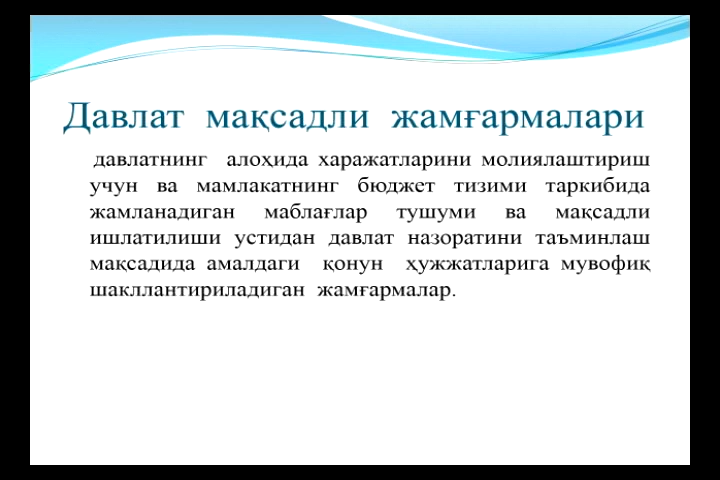 Давлат мақсадли жамғармалари
давлатнинг алоҳида харажатларини молиялаштириш
учун ва мамлакатнинг бюджет тизими таркибида
жамланадиган маблағлар тушуми ва мақсадли
ишлатилиши устидан давлат назоратини таъминлаш
мақсадида амалдаги қонун ҳужжатларига мувофиқ
шакллантириладиган жамғармалар.